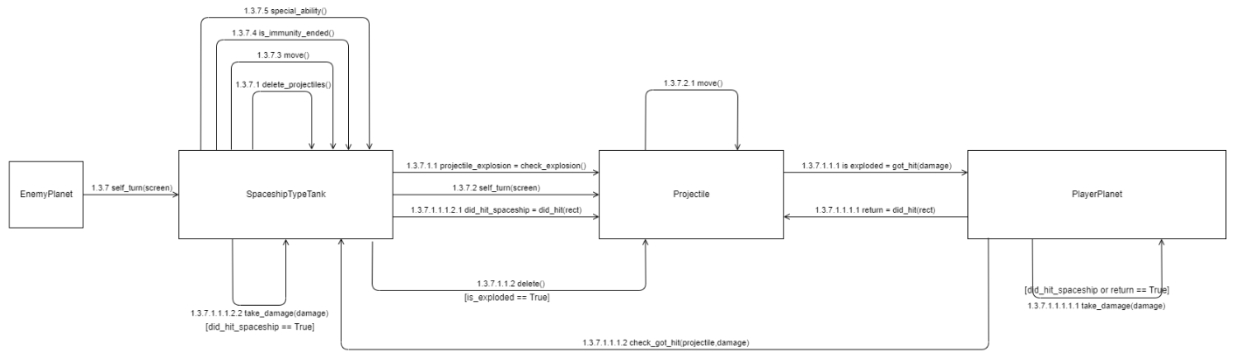 1.3.7.5 special_ability()
1.3.7.4 is_immunity_ended()
1.3.7.3 move()
1.3.7.1 delete_projectiles()
1.3.7.2.1 move()
EnemyPlanet
1.3.7 self_turn(screen)
SpaceshipTypeTank
1.3.7.1.1 projectile_explosion = check_explosion()
1.3.7.2 self_turn(screen)
1.3.7.1.1.1.2.1 did_hit_spaceship = did_hit(rect)
Projectile
1.3.7.1.1.1 is exploded = got_hit(damage)
1.3.7.1.1.1.1 return = did_hit(rect)
PlayerPlanet
1.3.7.1.1.2 delete()
[is_exploded == True]
1.3.7.1.1.1.2.2 take_damage(damage)
[did_hit_spaceship == True]
[did_hit_spaceship or return == True]
1.3.7.1.1.1.1.1 take_damage(damage)
1.3.7.1.1.1.2 check_got_hit(projectile,damage)